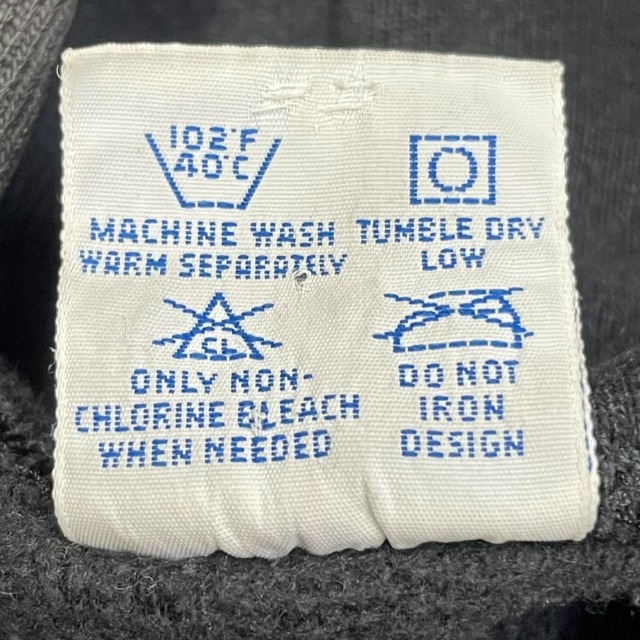 102°F
40°C
MACHINE WASH
WARM SEPARATELY
TUMBLE DRY
LOW
CL
ONLY NON-
CHLORINE BLEACH
WHEN NEEDED
DO NOT
IRON
DESIGN